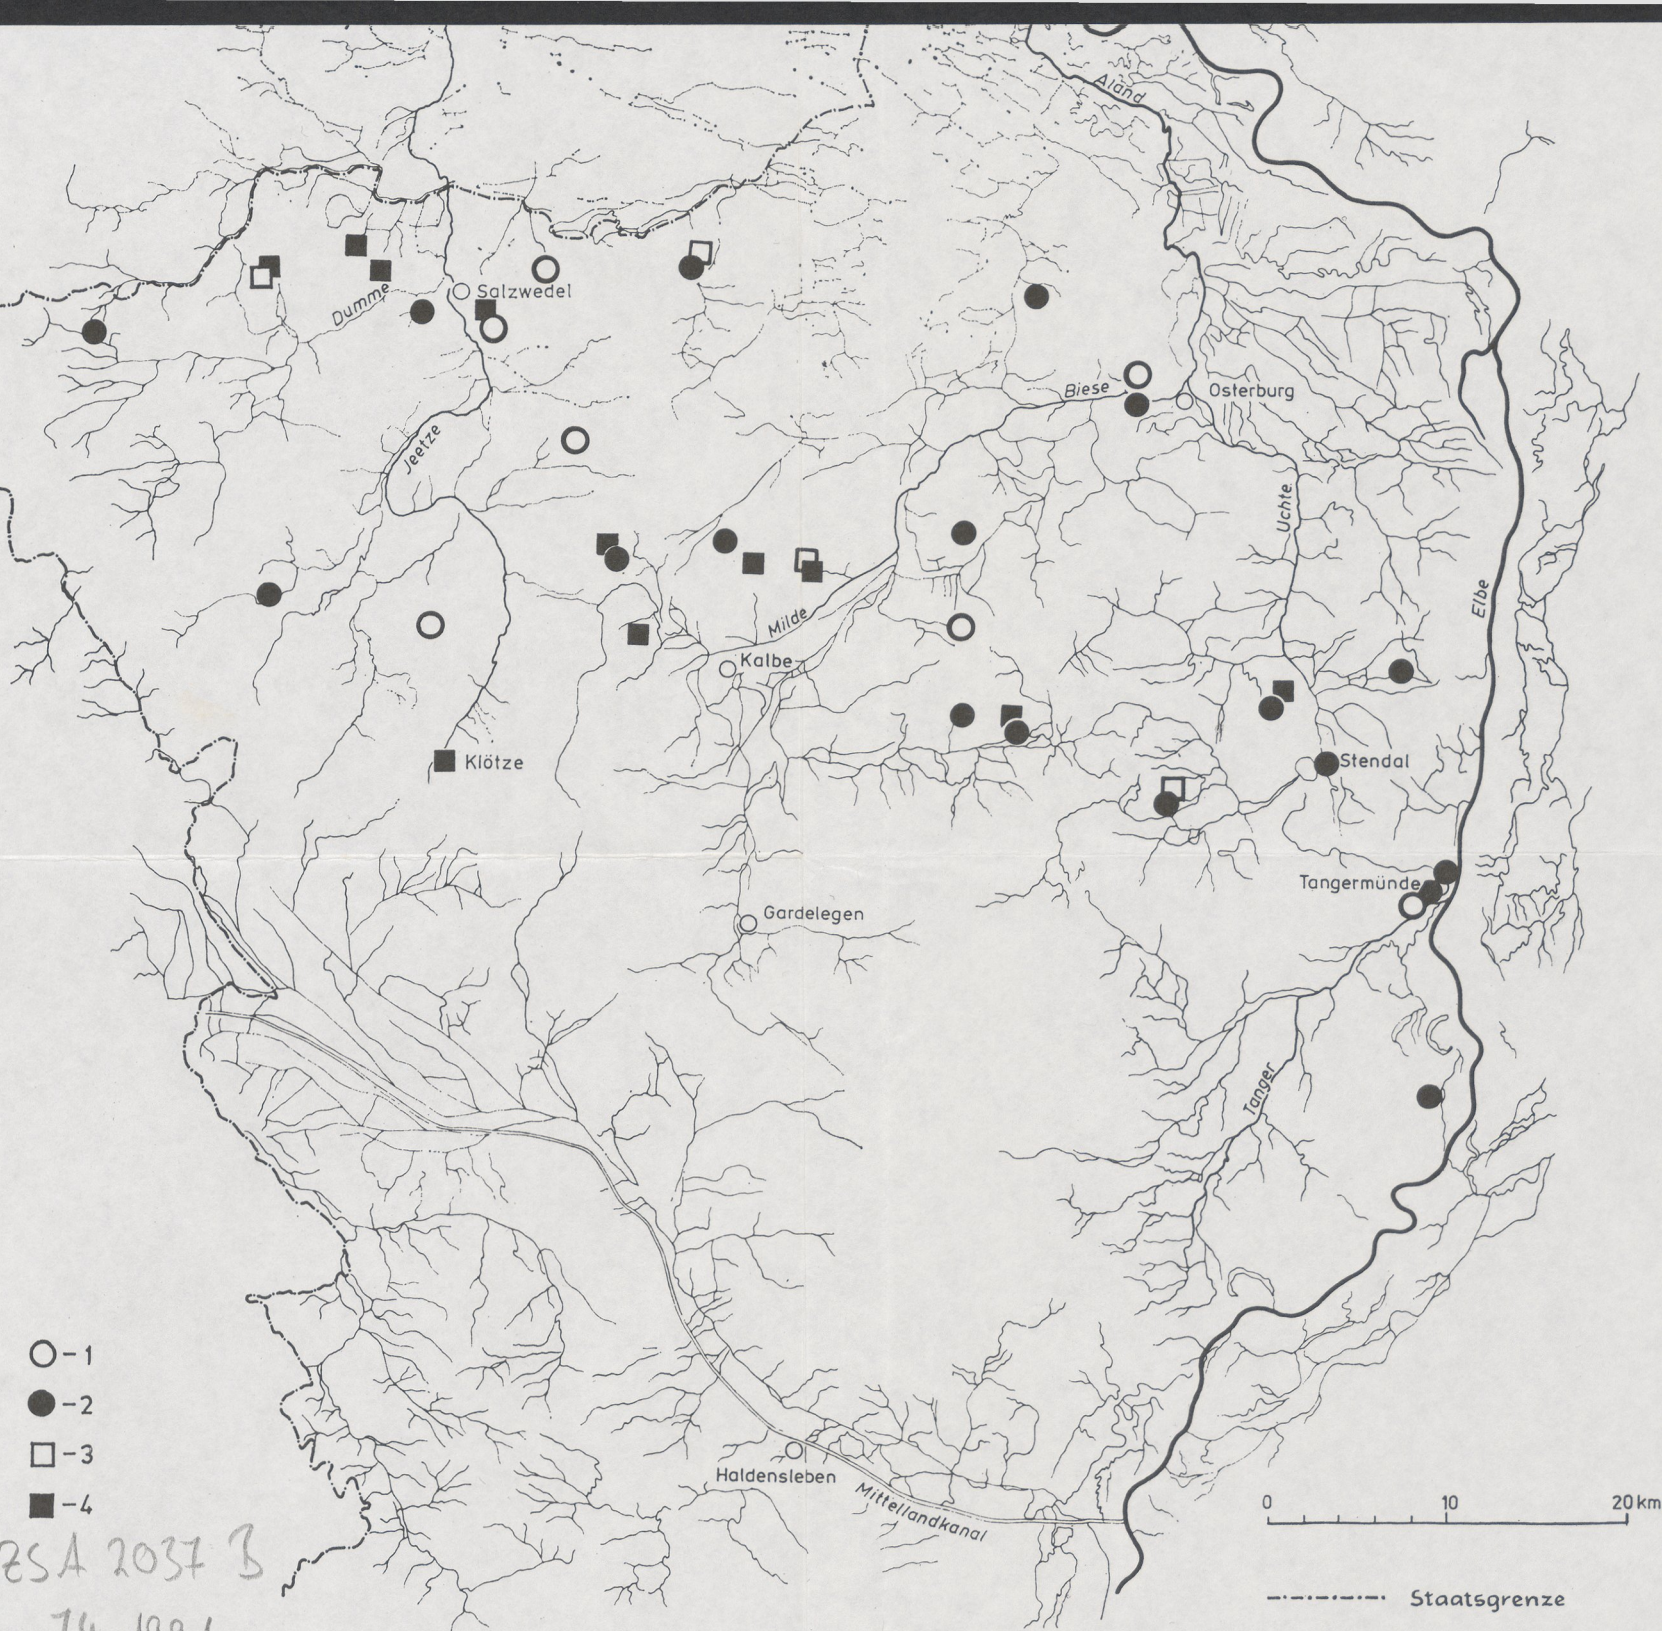 Aland
Salzwedel
Dumme
Biese
Osterburg
Jeetze
Uchte
Elbe
Milde
Kalbe
Klötze
Stendal
Tangermünde
Gardelegen
Tanger
-1
-2
-3
-4
Haldensleben
Mittellandkanal
0 10 20 km
Staatsgrenze
ZSA 2037 B